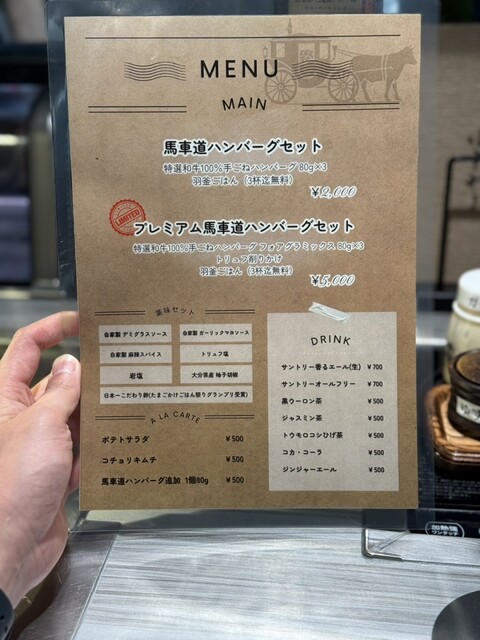 MENU
MAIN
馬車道ハンバーグセット
特選和牛100%手ごねハンバーグ 80g×3
羽釜ごはん（3杯迄無料）
¥2,000
LIMITED
プレミアム馬車道ハンバーグセット
特選和牛100%手ごねハンバーグ フォアグラミックス 80g×3
トリュフ削りかけ
羽釜ごはん（3杯迄無料）
¥5,000
薬味セット
自家製 デミグラスソース
自家製 ガーリックマヨソース
自家製 麻辣スパイス
トリュフ塩
岩塩
大分県産 柚子胡椒
日本一こだわり卵(たまごかけごはん祭りグランプリ受賞)
A LA CARTE
ポテトサラダ ¥500
コチョリキムチ ¥500
馬車道ハンバーグ追加 1個80g ¥500
DRINK
サントリー香るエール(生) ¥700
サントリーオールフリー ¥700
黒ウーロン茶 ¥500
ジャスミン茶 ¥500
トウモロコシひげ茶 ¥500
コカ・コーラ ¥500
ジンジャーエール ¥500
加熱強
ワンタッチ